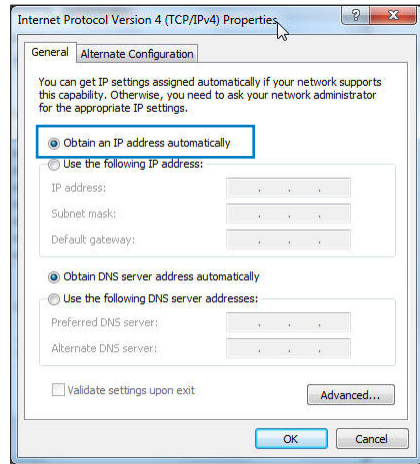 Internet Protocol Version 4 (TCP/IPv4) Properties
General
Alternate Configuration
You can get IP settings assigned automatically if your network supports
this capability. Otherwise, you need to ask your network administrator
for the appropriate IP settings.
Obtain an IP address automatically
Use the following IP address:
IP address:
Subnet mask:
Default gateway:
Obtain DNS server address automatically
Use the following DNS server addresses:
Preferred DNS server:
Alternate DNS server:
Validate settings upon exit
Advanced...
OK
Cancel